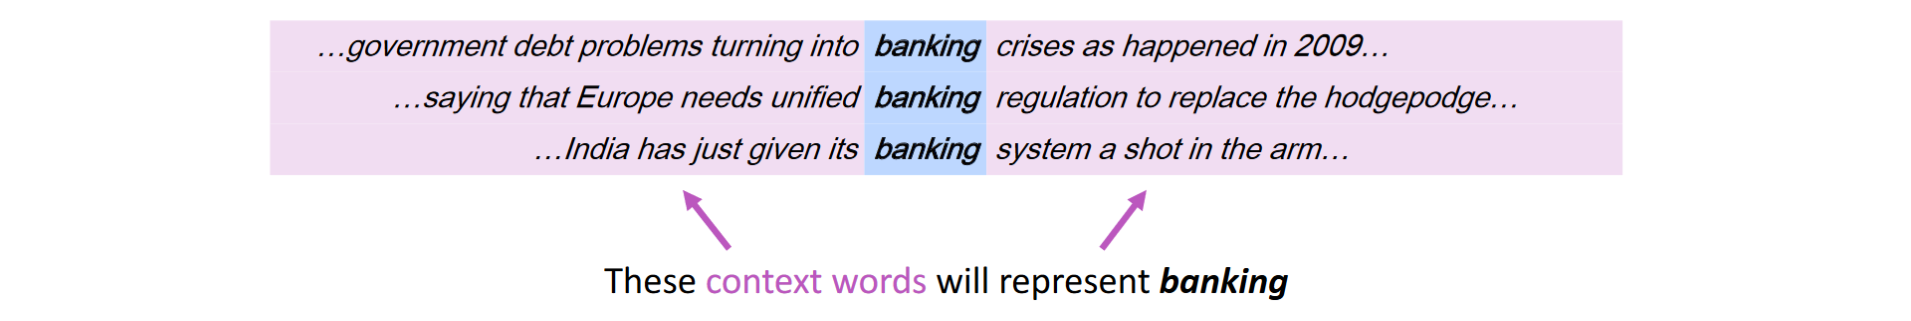 …government debt problems turning into banking crises as happened in 2009…
…saying that Europe needs unified banking regulation to replace the hodgepodge…
…India has just given its banking system a shot in the arm…
These context words will represent banking